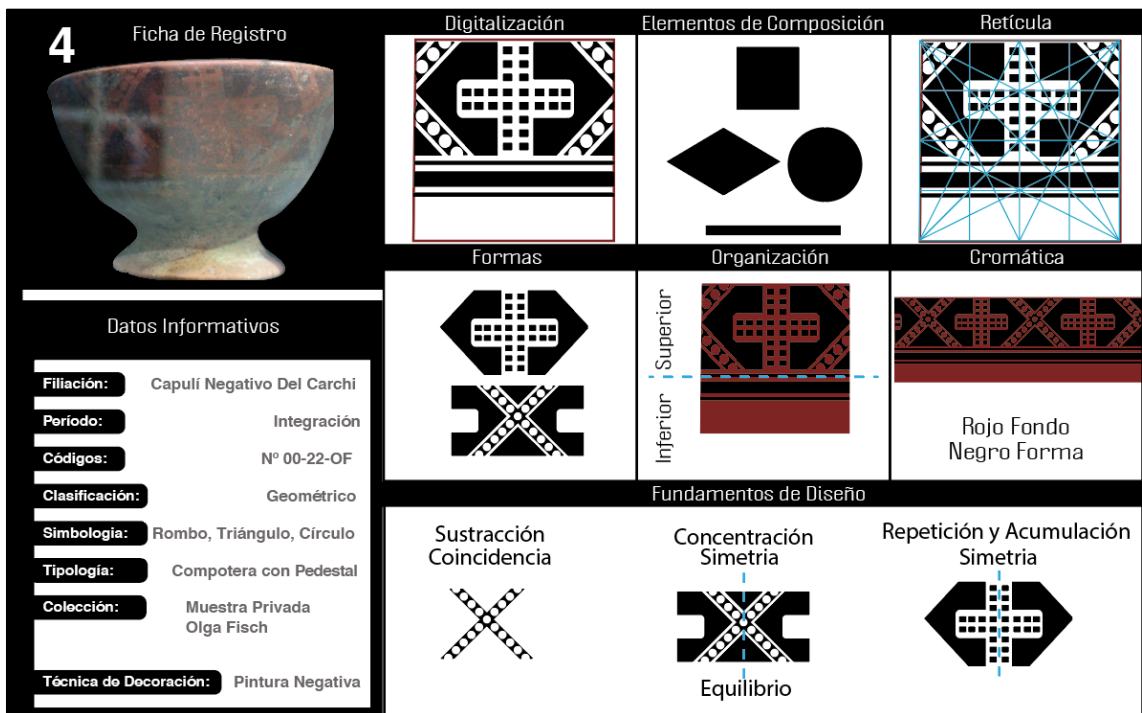 4
Ficha de Registro
Datos Informativos
Filiación: Capulí Negativo Del Carchi
Período: Integración
Códigos: Nº 00-22-OF
Clasificación: Geométrico
Simbologia: Rombo, Triángulo, Círculo
Tipología: Compotera con Pedestal
Colección: Muestra Privada
Olga Fisch
Técnica de Decoración: Pintura Negativa
Digitalización
Elementos de Composición
Retícula
Formas
Organización
Superior
Inferior
Cromática
Rojo Fondo
Negro Forma
Fundamentos de Diseño
Sustracción
Coincidencia
Concentración
Simetria
Equilibrio
Repetición y Acumulación
Simetria